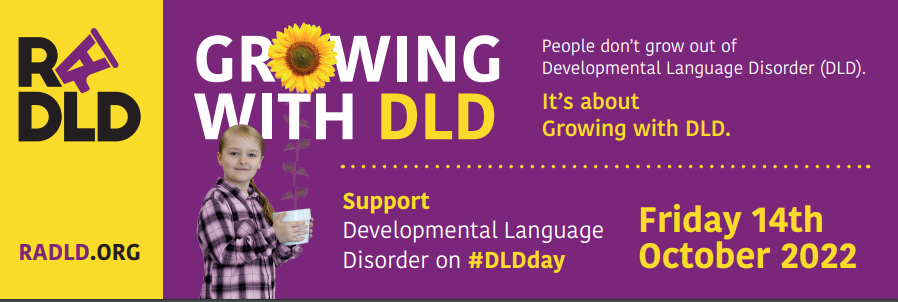 RADLD
RADLD.ORG
GROWING
WITH DLD
People don’t grow out of
Developmental Language Disorder (DLD).
It’s about
Growing with DLD.
Support
Developmental Language
Disorder on #DLDday
Friday 14th
October 2022